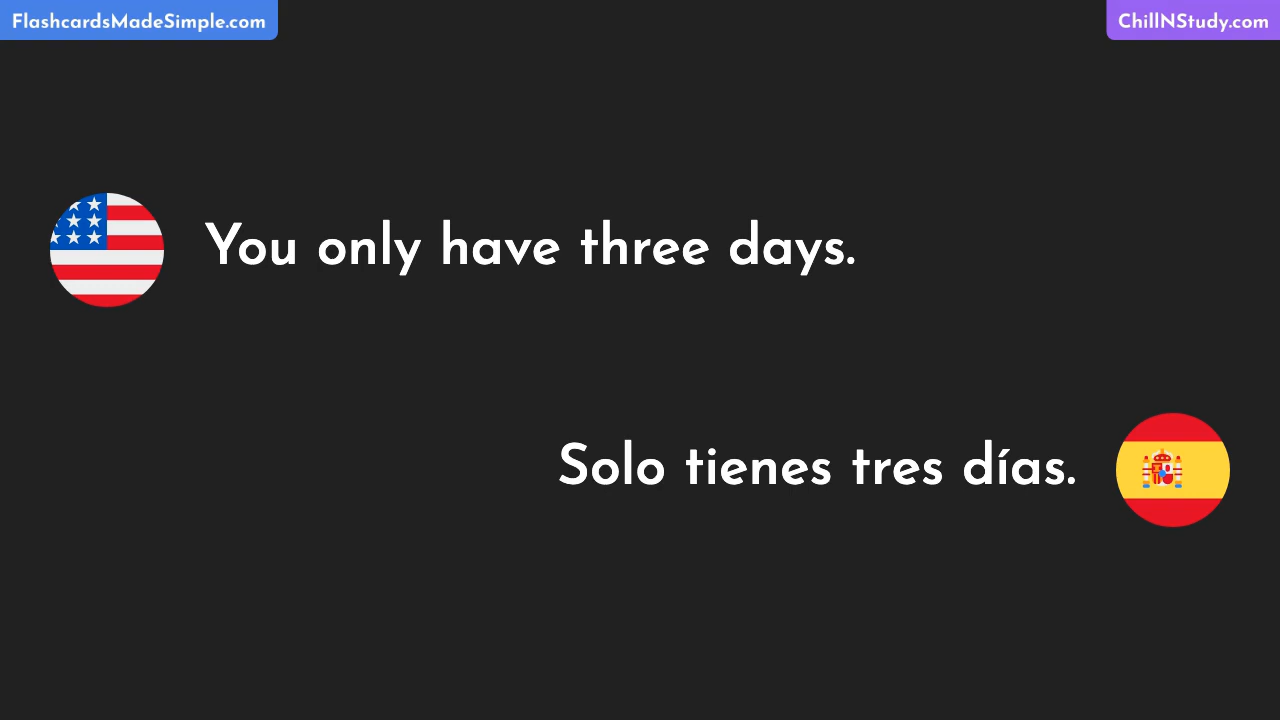 FlashcardsMadeSimple.com
ChillNStudy.com
You only have three days.
Solo tienes tres días.